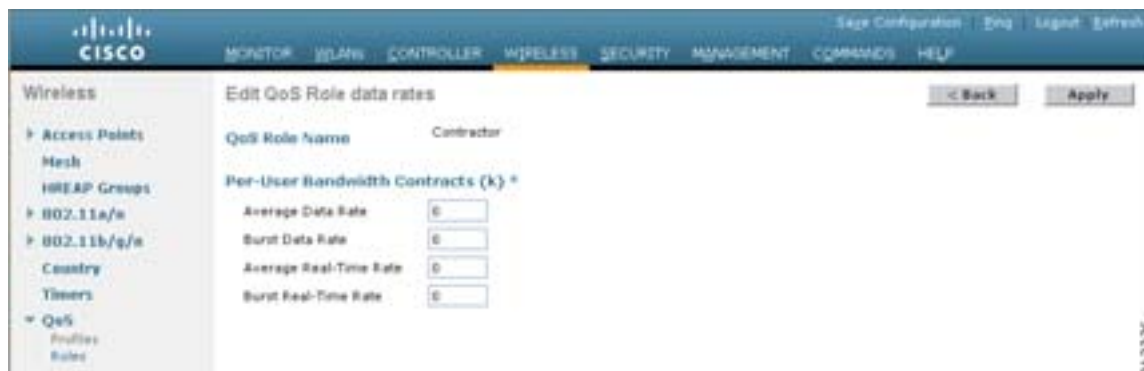 Save Configuration Ping Logout Refresh
CISCO
MONITOR WLANs CONTROLLER WIRELESS SECURITY MANAGEMENT COMMANDS HELP
Wireless
Access Points
Mesh
HREAP Groups
802.11a/n
802.11b/g/n
Country
Timers
QoS
Profiles
Roles
Edit QoS Role data rates
< Back
Apply
QoS Role Name Contractor
Per-User Bandwidth Contracts (k) *
Average Data Rate 0
Burst Data Rate 0
Average Real-Time Rate 0
Burst Real-Time Rate 0